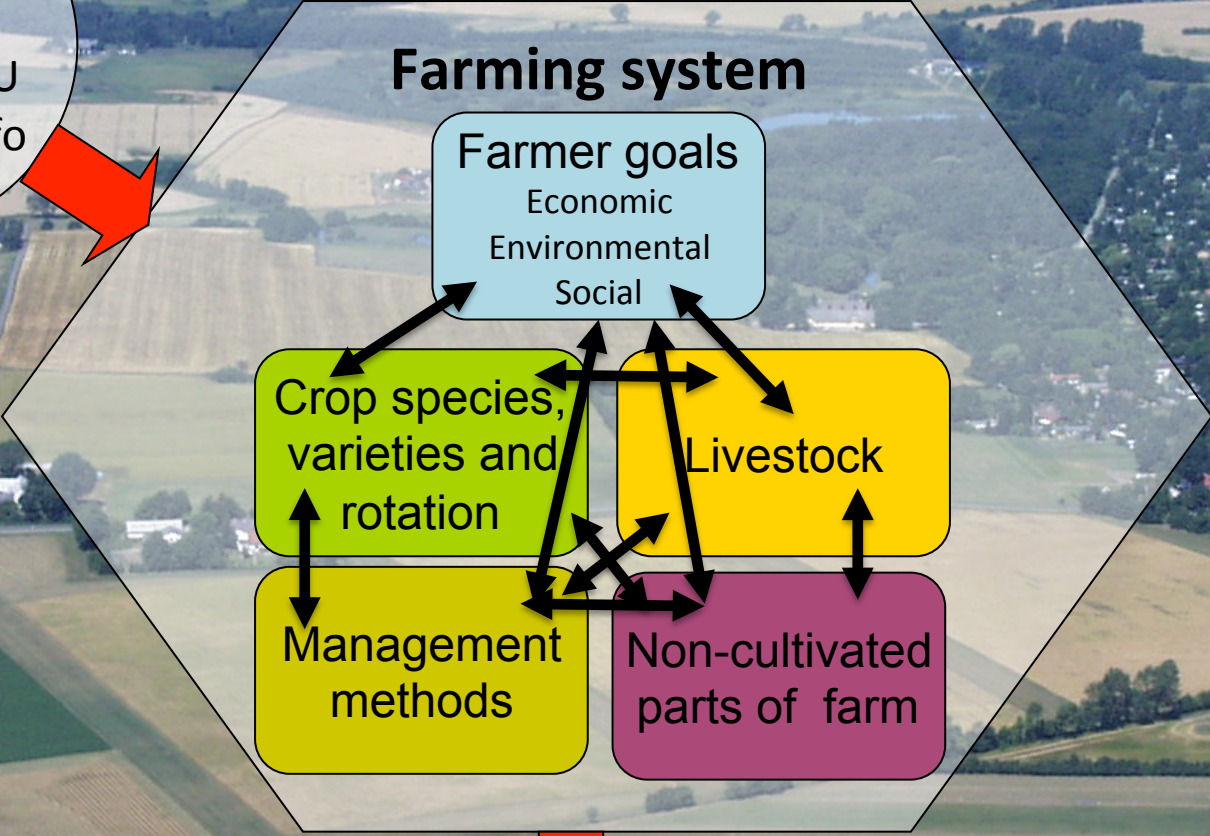 U
fo
Farming system
Farmer goals
Economic
Environmental
Social
Crop species,
varieties and
rotation
Livestock
Management
methods
Non-cultivated
parts of farm